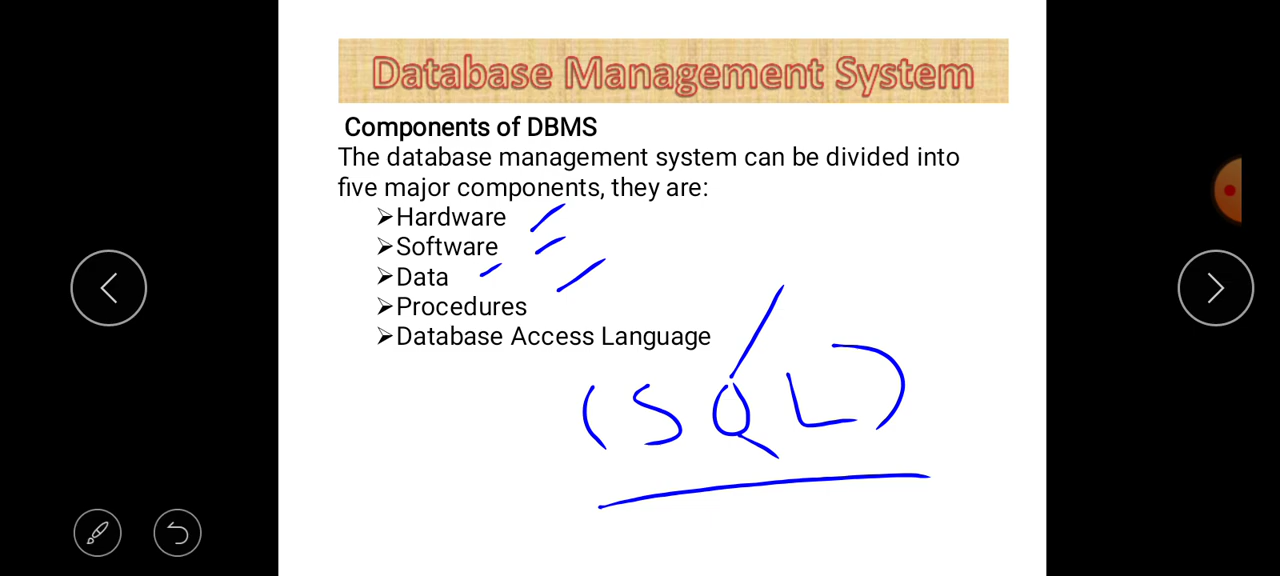 Database Management System
Components of DBMS
The database management system can be divided into
five major components, they are:
➢Hardware
➢Software
➢Data
➢Procedures
➢Database Access Language
(SQL)